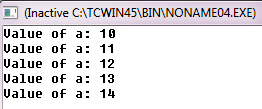 (Inactive C:\TCWIN45\BIN\NONAME04.EXE)
Value of a: 10
Value of a: 11
Value of a: 12
Value of a: 13
Value of a: 14